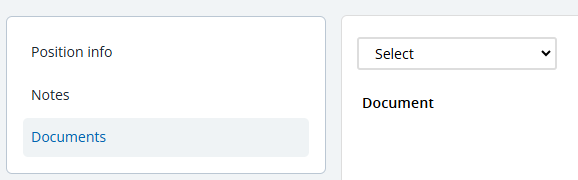 Position info
Notes
Documents
Select
Document